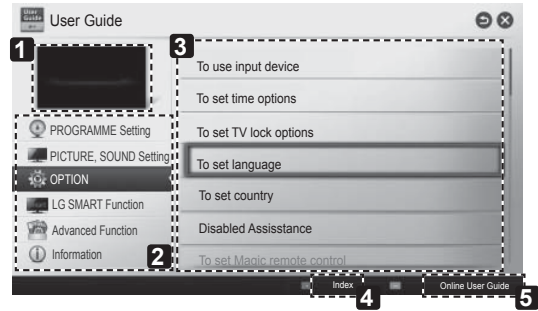 User Guide
1
3
To use input device
To set time options
To set TV lock options
To set language
To set country
Disabled Assisstance
To set Magic remote control
PROGRAMME Setting
PICTURE, SOUND Setting
OPTION
LG SMART Function
Advanced Function
Information
2
Index
4
Online User Guide
5